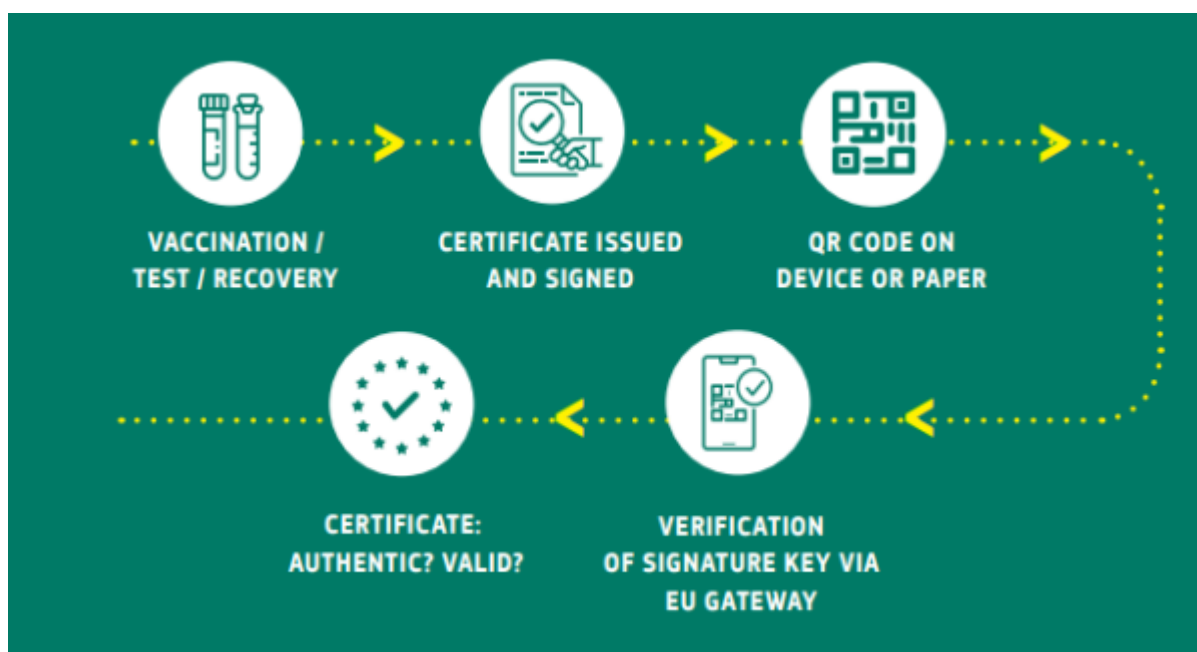 VACCINATION /
TEST / RECOVERY
CERTIFICATE ISSUED
AND SIGNED
QR CODE ON
DEVICE OR PAPER
VERIFICATION
OF SIGNATURE KEY VIA
EU GATEWAY
CERTIFICATE:
AUTHENTIC? VALID?